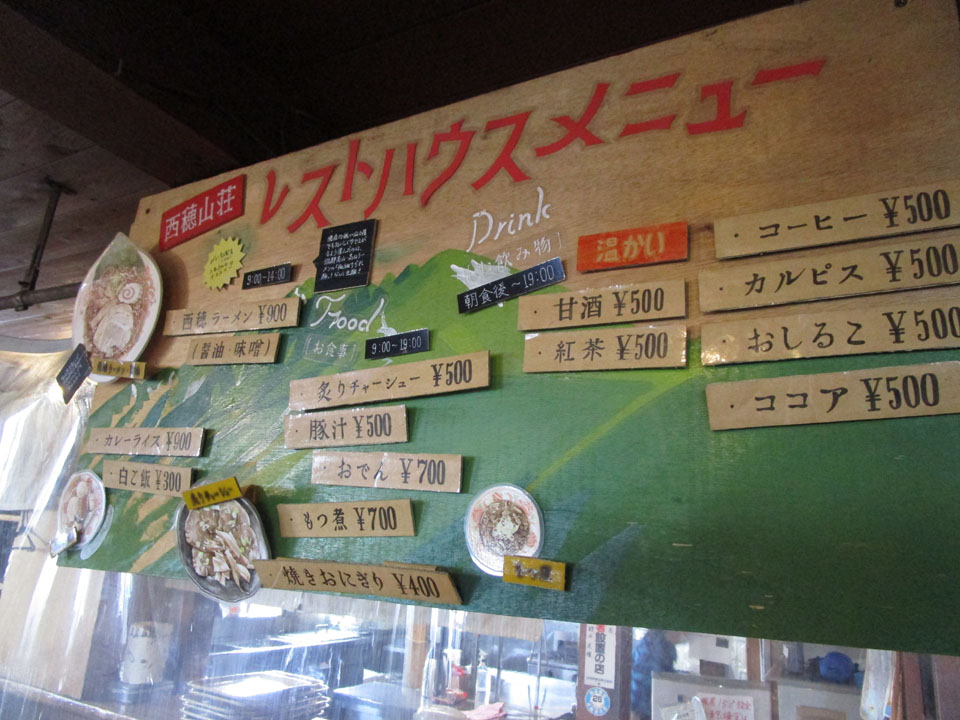 西穂山荘
レストハウスメニュー
9:00~14:00
・西穂ラーメン ¥900
(醤油・味噌)
・カレーライス ¥900
・白ご飯 ¥300
Food
[お食事]
9:00~19:00
・炙りチャーシュー ¥500
・豚汁 ¥500
・おでん ¥700
・もつ煮 ¥700
・焼きおにぎり ¥400
Drink
[飲み物]
朝食後~19:00
温かい
・甘酒 ¥500
・紅茶 ¥500
・コーヒー ¥500
・カルピス ¥500
・おしるこ ¥500
・ココア ¥500
設置の店